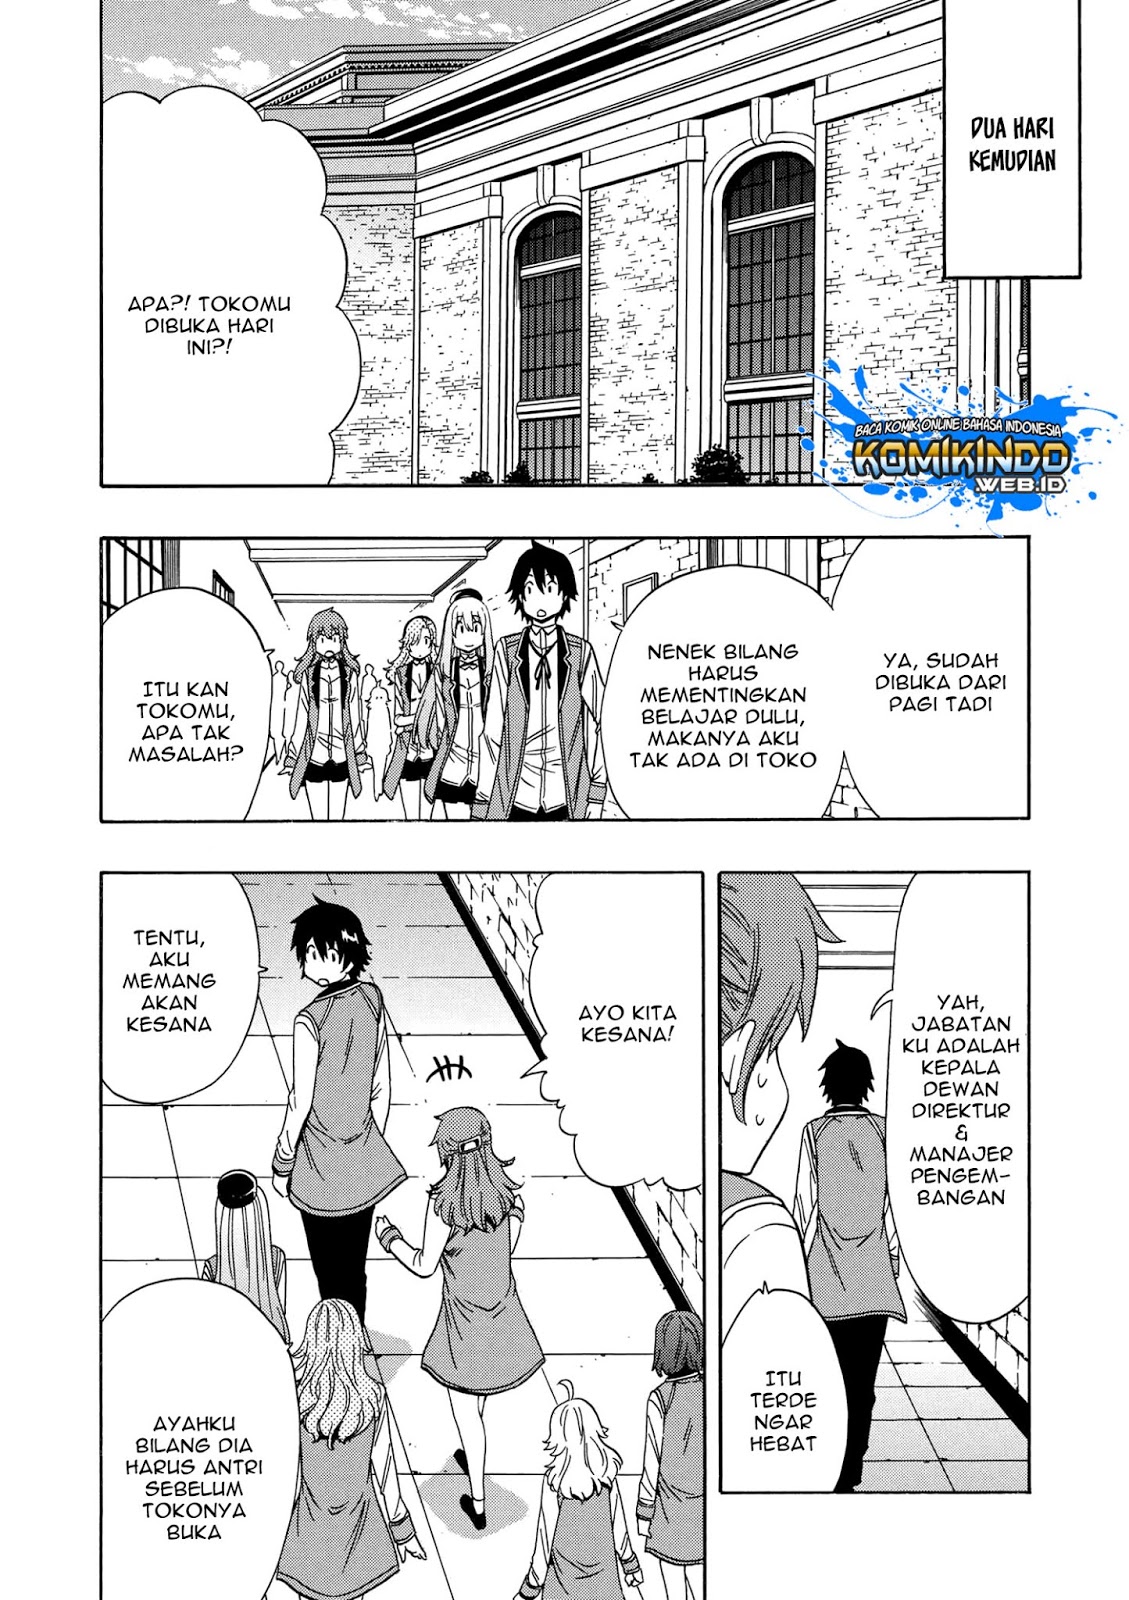 DUA HARI
KEMUDIAN
APA?! TOKOMU
DIBUKA HARI
INI?!
BACA KOMIK ONLINE BAHASA INDONESIA
KOMIKINDO
.WEB.ID
YA, SUDAH
DIBUKA DARI
PAGI TADI
NENEK BILANG
HARUS
MEMENTINGKAN
BELAJAR DULU,
MAKANYA AKU
TAK ADA DI TOKO
ITU KAN
TOKOMU,
APA TAK
MASALAH?
YAH,
JABATAN
KU ADALAH
KEPALA
DEWAN
DIREKTUR
&
MANAJER
PENGEM-
BANGAN
ITU
TERDE
NGAR
HEBAT
AYO KITA
KESANA!
TENTU,
AKU
MEMANG
AKAN
KESANA
AYAHKU
BILANG DIA
HARUS ANTRI
SEBELUM
TOKONYA
BUKA